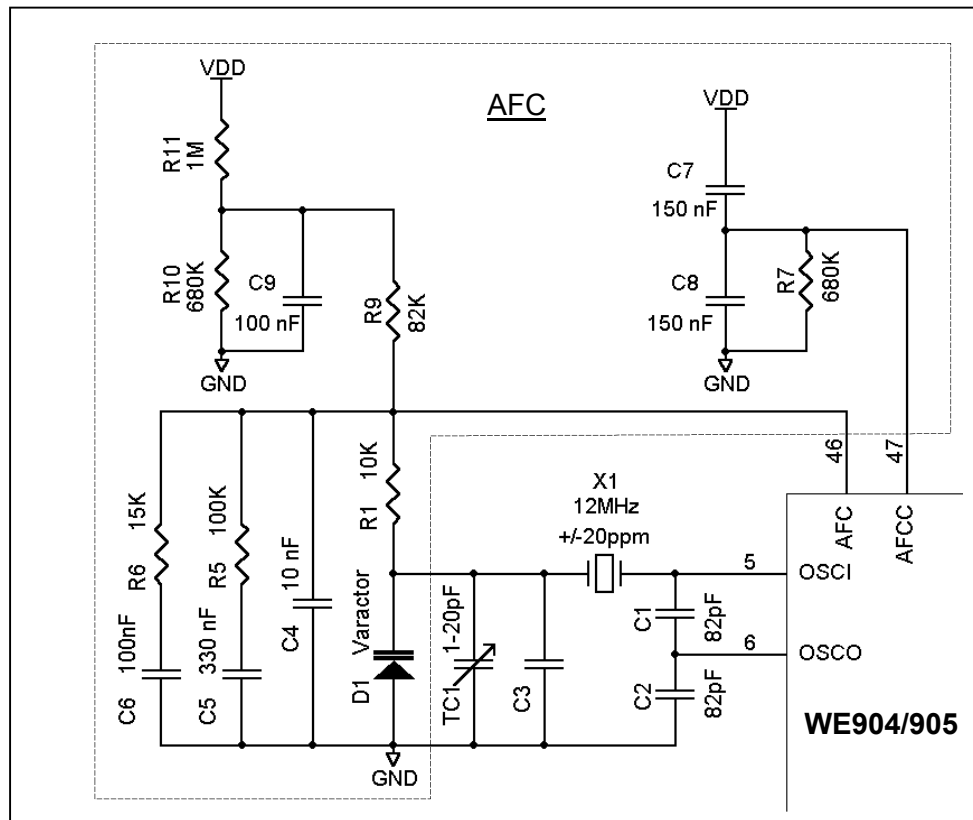 AFC
VDD
R11
1M
R10
680K
C9
100 nF
GND
R9
82K
VDD
C7
150 nF
C8
150 nF
R7
680K
GND
46
47
AFC
AFCC
R6
15K
C6
100nF
R5
100K
C5
330 nF
C4
10 nF
R1
10K
D1
Varactor
GND
TC1
1-20pF
C3
X1
12MHz
+/-20ppm
C1
82pF
C2
82pF
5
OSCI
6
OSCO
WE904/905